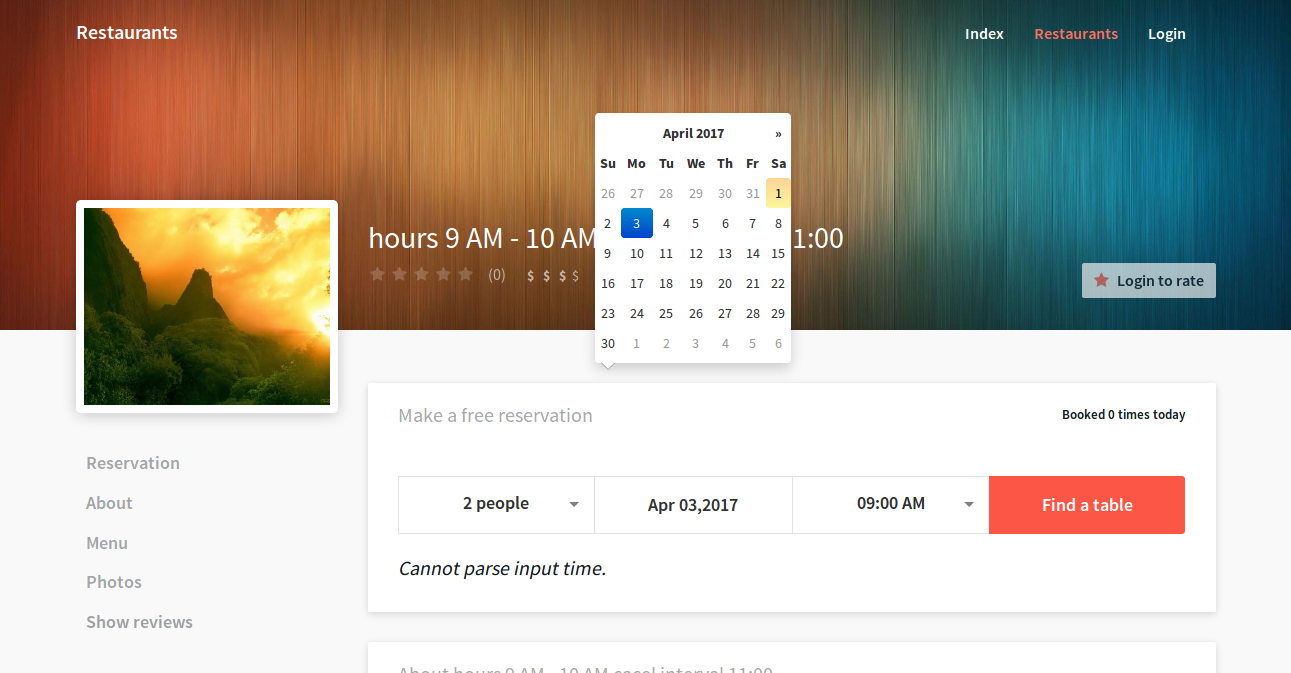 Restaurants
Index Restaurants Login
April 2017 »
Su Mo Tu We Th Fr Sa
26 27 28 29 30 31 1
2 3 4 5 6 7 8
9 10 11 12 13 14 15
16 17 18 19 20 21 22
23 24 25 26 27 28 29
30 1 2 3 4 5 6
hours 9 AM - 10 AM 1:00
(0) $ $ $ $
Login to rate
Reservation
About
Menu
Photos
Show reviews
Make a free reservation
Booked 0 times today
2 people Apr 03,2017 09:00 AM Find a table
Cannot parse input time.
About hours 9 AM - 10 AM cacel interval 11:00